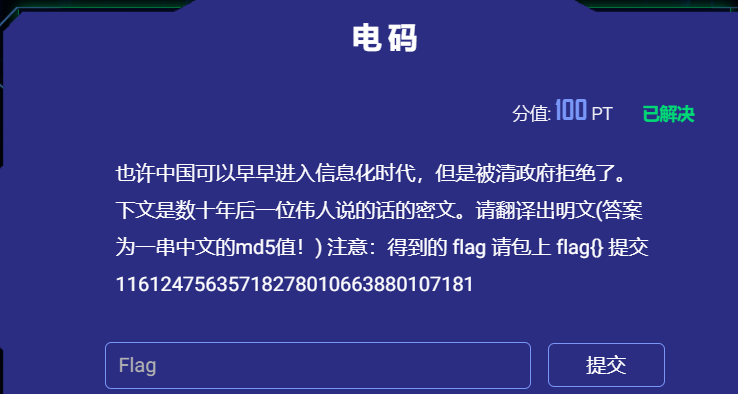 电码
分值: 100 PT 已解决
也许中国可以早早进入信息化时代，但是被清政府拒绝了。
下文是数十年后一位伟人说的话的密文。请翻译出明文(答案
为一串中文的md5值！) 注意：得到的 flag 请包上 flag{} 提交
1161247563571827801066388010​7181
Flag 提交